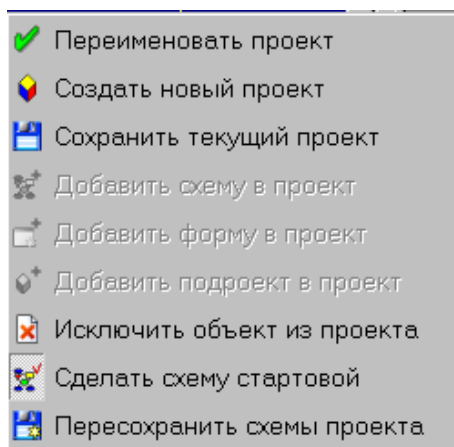 Переименовать проект
Создать новый проект
Сохранить текущий проект
Добавить схему в проект
Добавить форму в проект
Добавить подроект в проект
Исключить объект из проекта
Сделать схему стартовой
Пересохранить схемы проекта